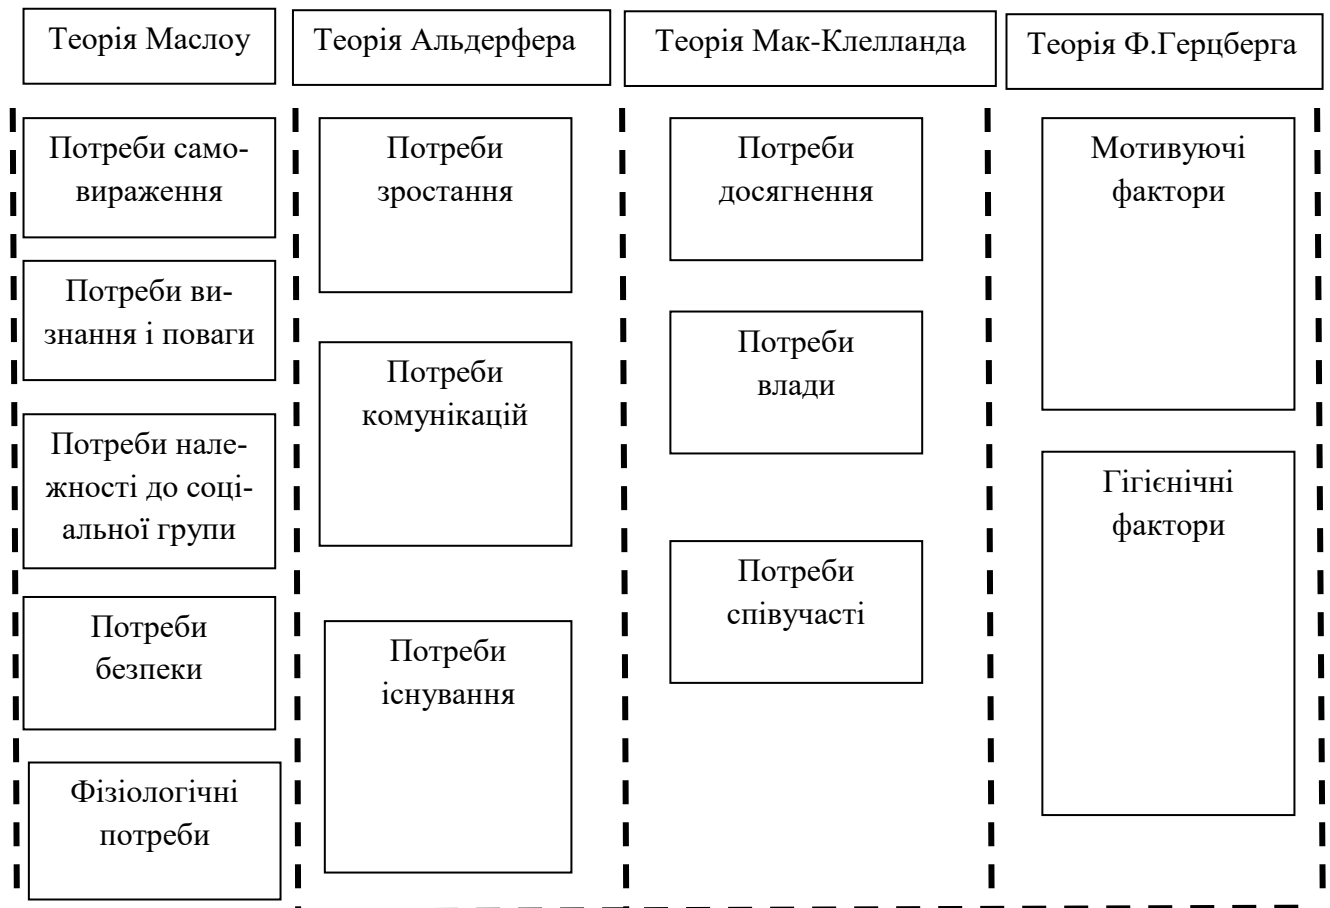 Теорія Маслоу
Теорія Альдерфера
Теорія Мак-Клелланда
Теорія Ф.Герцберга
Потреби само-
вираження
Потреби ви-
знання і поваги
Потреби нале-
жності до соці-
альної групи
Потреби
безпеки
Фізіологічні
потреби
Потреби
зростання
Потреби
комунікацій
Потреби
існування
Потреби
досягнення
Потреби
влади
Потреби
співучасті
Мотивуючі
фактори
Гігієнічні
фактори